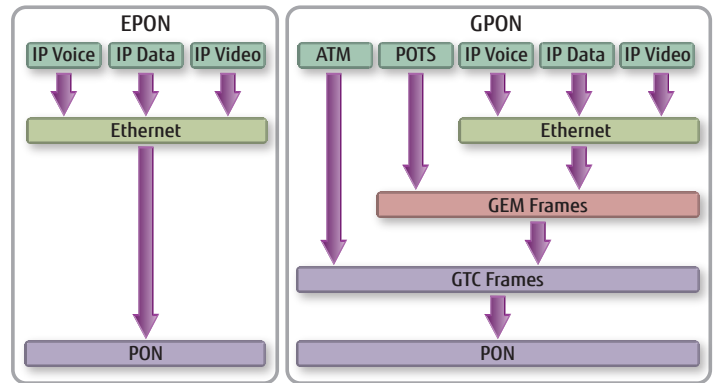 EPON
IP Voice IP Data IP Video
Ethernet
PON
GPON
ATM POTS IP Voice IP Data IP Video
Ethernet
GEM Frames
GTC Frames
PON